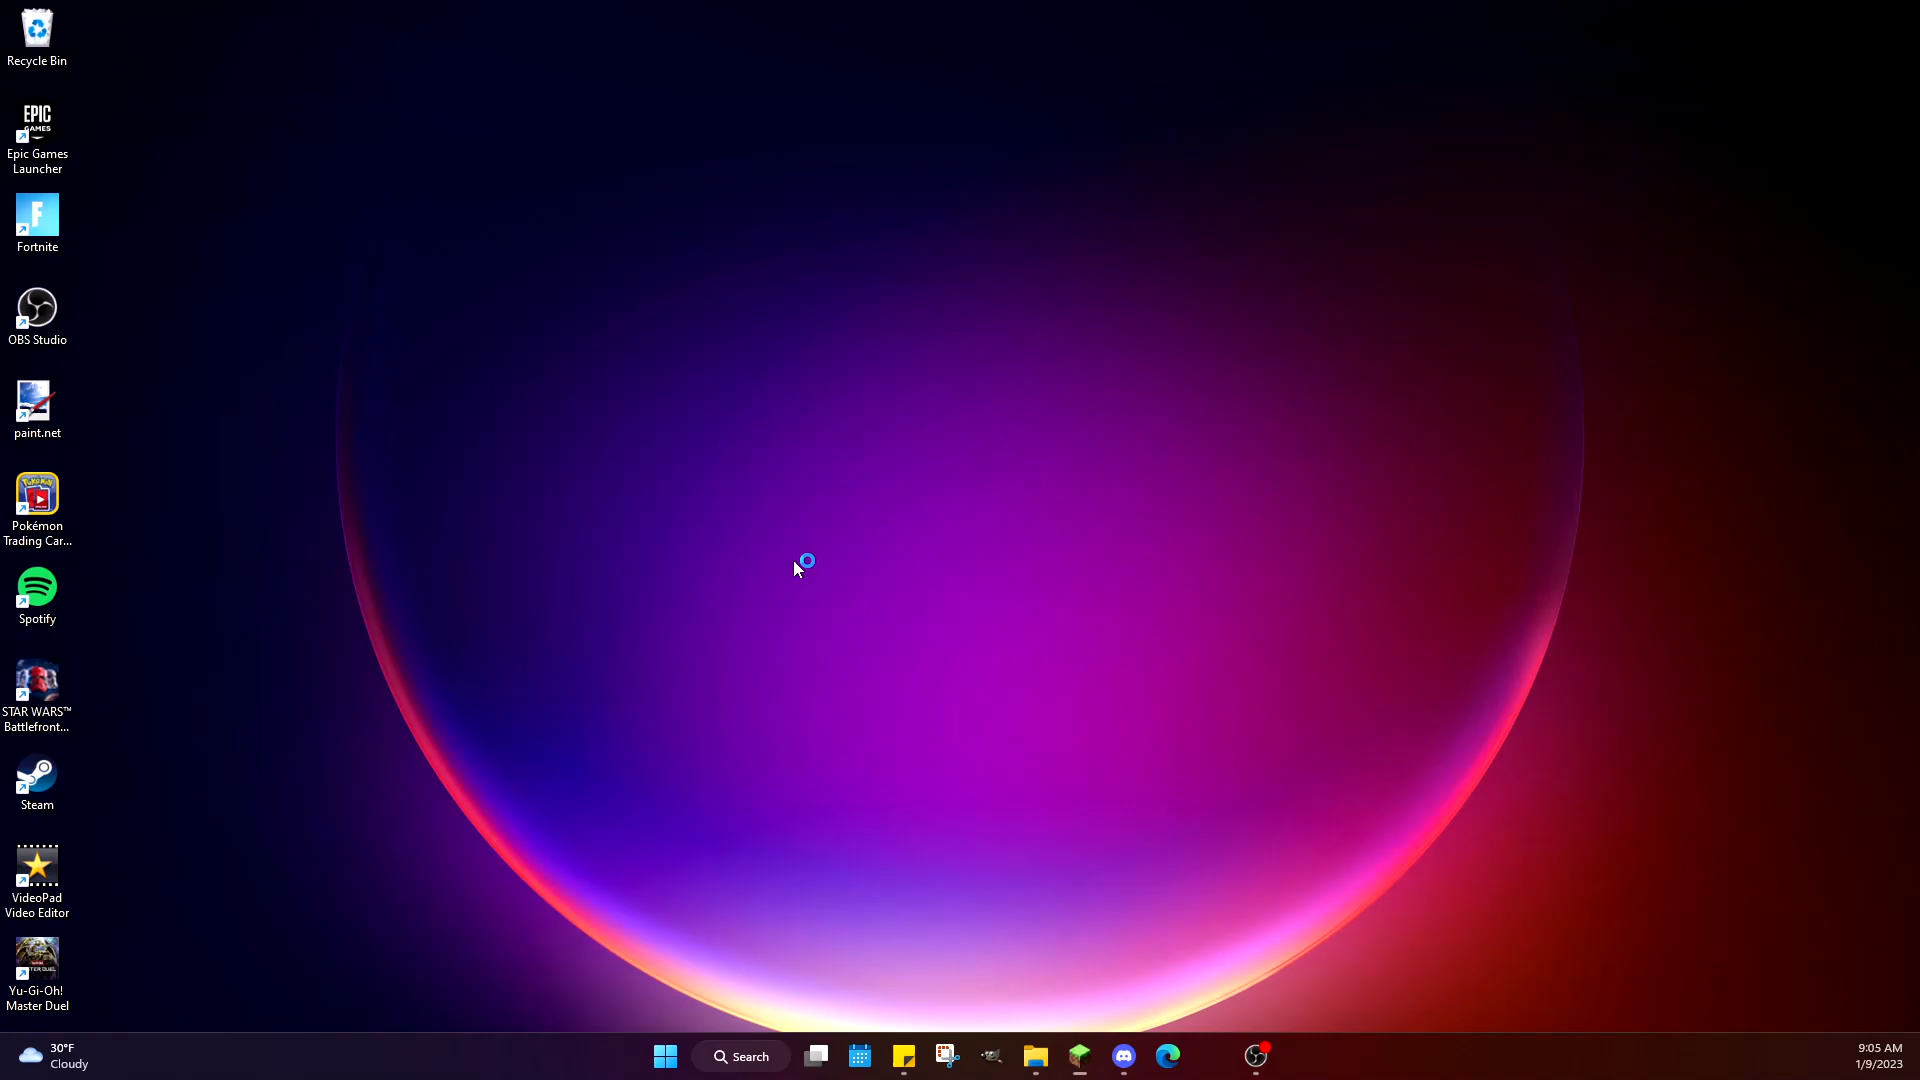 Recycle Bin
EPIC
GAMES
Epic Games
Launcher
F
Fortnite
OBS Studio
paint.net
POKéMON
Pokémon
Trading Car...
Spotify
STAR WARS™
Battlefront...
Steam
VideoPad
Video Editor
Yu-Gi-Oh!
Master Duel
30°F
Cloudy
Search
9:05 AM
1/9/2023